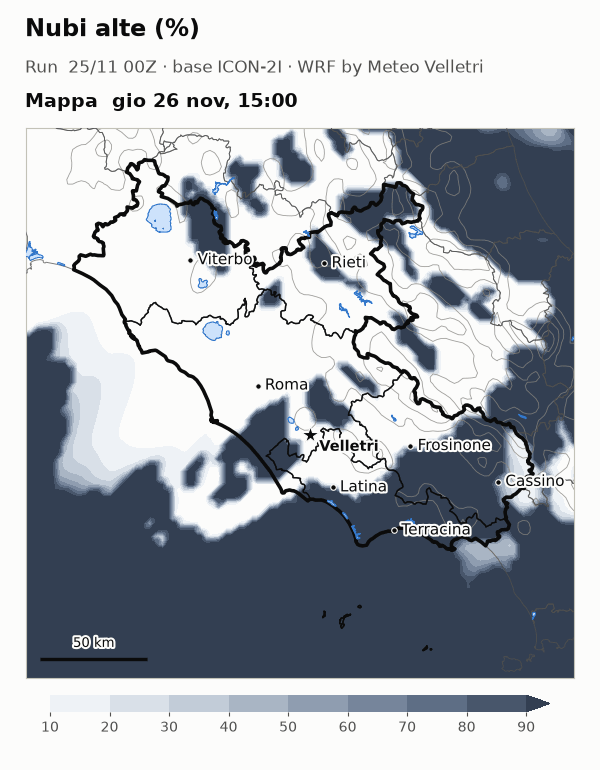 Nubi alte (%)
Run 25/11 00Z · base ICON-2I · WRF by Meteo Velletri
Mappa gio 26 nov, 15:00
Viterbo
Rieti
Roma
Velletri
Frosinone
Latina
Cassino
Terracina
50 km
10 20 30 40 50 60 70 80 90